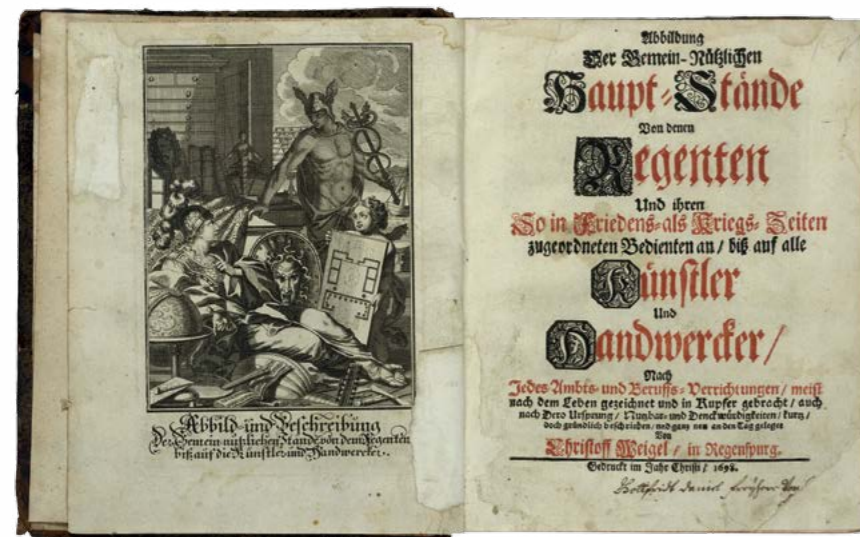 Abbild-und Beschreibung
Der Gemein-nützlichen Stände von dem Regenten
biß auf die Künstler und Handwercker.
Abbildung
Der Gemein-Nützlichen
Haupt-Stände
Von denen
Regenten
Und ihren
So in Friedens-als Kriegs-Zeiten
zugeordneten Bedienten an/ biß auf alle
Künstler
Und
Handwercker/
Nach
Jedes Ambts-und Beruffs-Verrichtungen/ meist
nach dem Leben gezeichnet und in Kupfer gebracht/ auch
nach Dero Ursprung/ Nutzbar-und Denckwürdigkeiten/ kurtz/
doch gründlich beschrieben/ und gantz neu an den Tag geleget
Von
Christoff Weigel/ in Regenspurg.
Gedruckt im Jahr Christi/ 1698.